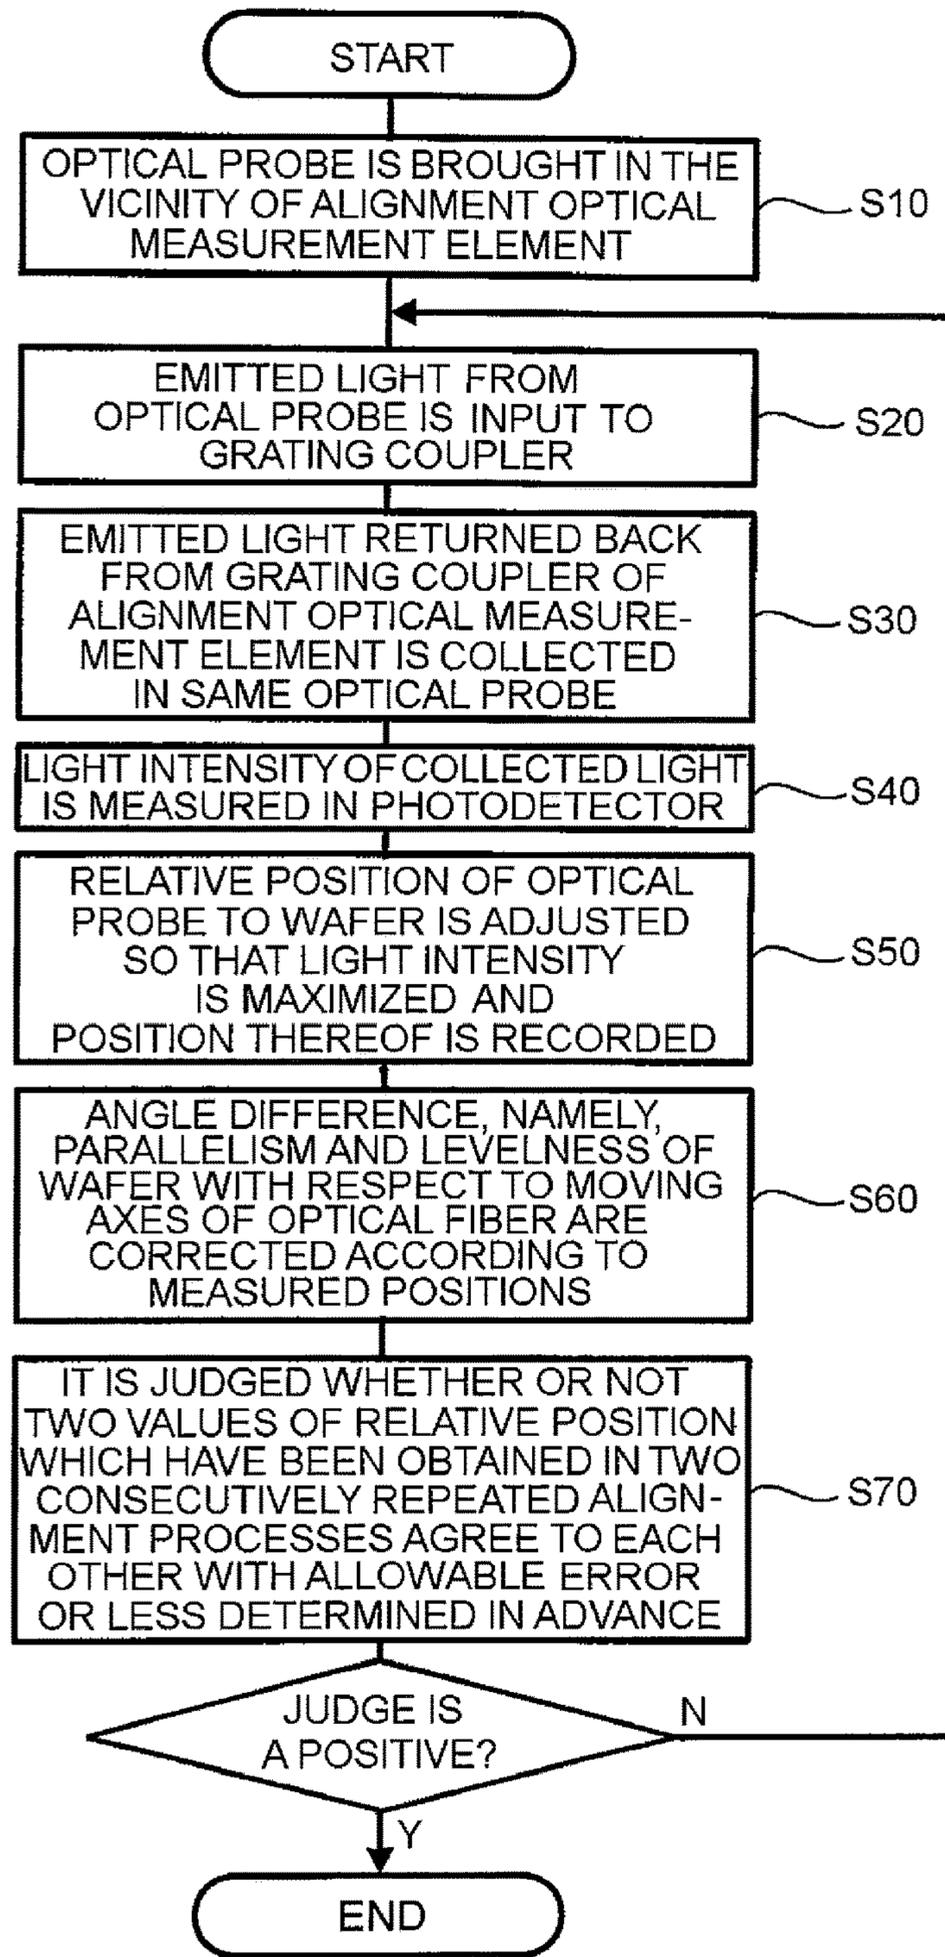 START
OPTICAL PROBE IS BROUGHT IN THE
VICINITY OF ALIGNMENT OPTICAL
MEASUREMENT ELEMENT
S10
EMITTED LIGHT FROM
OPTICAL PROBE IS INPUT TO
GRATING COUPLER
S20
EMITTED LIGHT RETURNED BACK
FROM GRATING COUPLER OF
ALIGNMENT OPTICAL MEASURE-
MENT ELEMENT IS COLLECTED
IN SAME OPTICAL PROBE
S30
LIGHT INTENSITY OF COLLECTED LIGHT
IS MEASURED IN PHOTODETECTOR
S40
RELATIVE POSITION OF OPTICAL
PROBE TO WAFER IS ADJUSTED
SO THAT LIGHT INTENSITY
IS MAXIMIZED AND
POSITION THEREOF IS RECORDED
S50
ANGLE DIFFERENCE, NAMELY,
PARALLELISM AND LEVELNESS OF
WAFER WITH RESPECT TO MOVING
AXES OF OPTICAL FIBER ARE
CORRECTED ACCORDING TO
MEASURED POSITIONS
S60
IT IS JUDGED WHETHER OR NOT
TWO VALUES OF RELATIVE POSITION
WHICH HAVE BEEN OBTAINED IN TWO
CONSECUTIVELY REPEATED ALIGN-
MENT PROCESSES AGREE TO EACH
OTHER WITH ALLOWABLE ERROR
OR LESS DETERMINED IN ADVANCE
S70
JUDGE IS
A POSITIVE?
N
Y
END